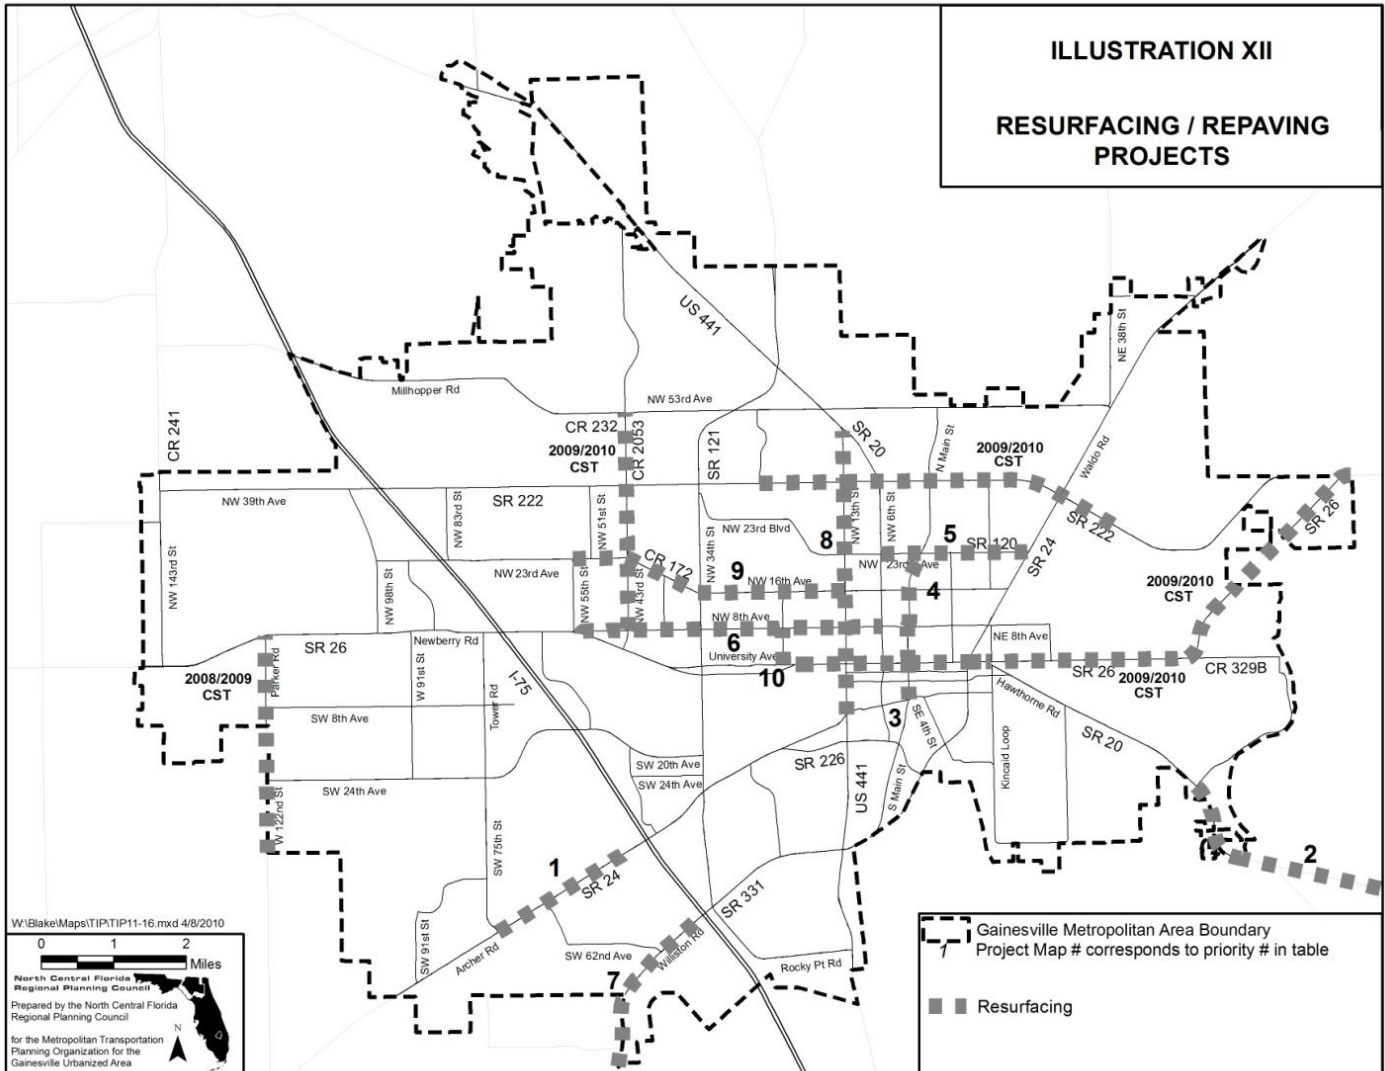 ILLUSTRATION XII
RESURFACING / REPAVING
PROJECTS
US 441
NE 38th St
Millhopper Rd
NW 53rd Ave
CR 241
CR 232
CR 2053
SR 121
SR 20
N Main St
2009/2010
CST
2009/2010
CST
Waldo Rd
NW 39th Ave
SR 222
NW 83rd St
NW 51st St
NW 13th St
NW 6th St
SR 222
SR 26
NW 23rd Blvd
8
5
SR 120
NW 143rd St
NW 98th St
NW 23rd Ave
CR 172
NW 34th St
9
NW 16th Ave
NW 23rd Ave
SR 24
NW 55th St
NW 43rd St
4
2009/2010
CST
NW 8th Ave
6
NE 8th Ave
SR 26
Newberry Rd
University Ave
10
SR 26
2009/2010
CST
CR 329B
Parker Rd
2008/2009
CST
W 91st St
Tower Rd
I-75
SW 8th Ave
3
SE 4th St
Hawthorne Rd
SR 20
Kincaid Loop
SW 20th Ave
SW 24th Ave
SR 226
US 441
S Main St
SW 24th Ave
W 122nd St
SW 75th St
1
SR 24
2
SR 331
SW 91st St
Archer Rd
SW 62nd Ave
Williston Rd
Rocky Pt Rd
7
W:\Blake\Maps\TIP\TIP11-16.mxd 4/8/2010
0 1 2
Miles
North Central Florida
Regional Planning Council
Prepared by the North Central Florida
Regional Planning Council
N
for the Metropolitan Transportation
Planning Organization for the
Gainesville Urbanized Area
Gainesville Metropolitan Area Boundary
1 Project Map # corresponds to priority # in table
Resurfacing